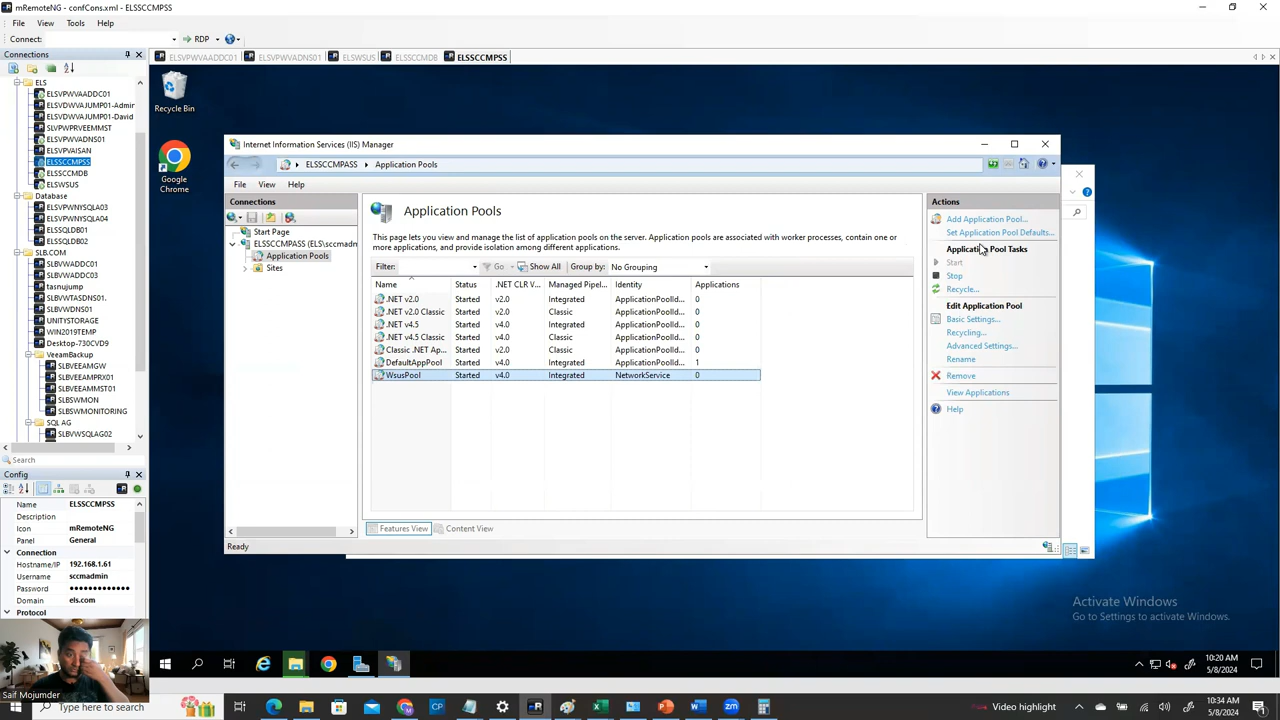 mRemoteNG - confCons.xml - ELSSCCMPSS
File View Tools Help
Connect: RDP
Connections
ELSVPWVAADDC01 ELSVPWVADNS01 ELSWSUS ELSSCCMDB ELSSCCMPSS
ELS
ELSVPWVAADDC01
ELSVDWVAJUMP01-Admin
ELSVDWVAJUMP01-David
SLVPWPRVEEMMST
ELSVPWVADNS01
ELSVPVAISAN
ELSSCCMPSS
ELSSCCMDB
ELSWSUS
Database
ELSVPWNYSQLA03
ELSVPWNYSQLA04
ELSSQLDB01
ELSSQLDB02
SLB.COM
SLBVWADDC01
SLBVWADDC03
tasnujump
SLBVWTASDNS01.
SLBVWDNS01
UNITYSTORAGE
WIN2019TEMP
Desktop-730CVD9
VeeamBackup
SLBVEEAMGW
SLBVEEAMPRX01
SLBVEEAMMST01
SLBSWMON
SLBSWMONITORING
SQL AG
SLBVWSQLAG02
Search
Config
Name ELSSCCMPSS
Description
Icon mRemoteNG
Panel General
Connection
Hostname/IP 192.168.1.61
Username sccmadmin
Password ●●●●●●●●●●●●●
Domain els.com
Protocol
Saif Mojumder
Recycle Bin
Google
Chrome
Internet Information Services (IIS) Manager
ELSSCCMPASS Application Pools
File View Help
Connections
Start Page
ELSSCCMPASS (ELS\sccmadm
Application Pools
Sites
Application Pools
This page lets you view and manage the list of application pools on the server. Application pools are associated with worker processes, contain one or
more applications, and provide isolation among different applications.
Filter: Go Show All Group by: No Grouping
Name Status .NET CLR V... Managed Pipel... Identity Applications
.NET v2.0 Started v2.0 Integrated ApplicationPoolId... 0
.NET v2.0 Classic Started v2.0 Classic ApplicationPoolId... 0
.NET v4.5 Started v4.0 Integrated ApplicationPoolId... 0
.NET v4.5 Classic Started v4.0 Classic ApplicationPoolId... 0
Classic .NET Ap... Started v2.0 Classic ApplicationPoolId... 0
DefaultAppPool Started v4.0 Integrated ApplicationPoolId... 1
WsusPool Started v4.0 Integrated NetworkService 0
Features View Content View
Ready
Actions
Add Application Pool...
Set Application Pool Defaults...
Application Pool Tasks
Start
Stop
Recycle...
Edit Application Pool
Basic Settings...
Recycling...
Advanced Settings...
Rename
Remove
View Applications
Help
Activate Windows
Go to Settings to activate Windows.
10:20 AM
5/8/2024
Type here to search
Video highlight
10:34 AM
5/8/2024